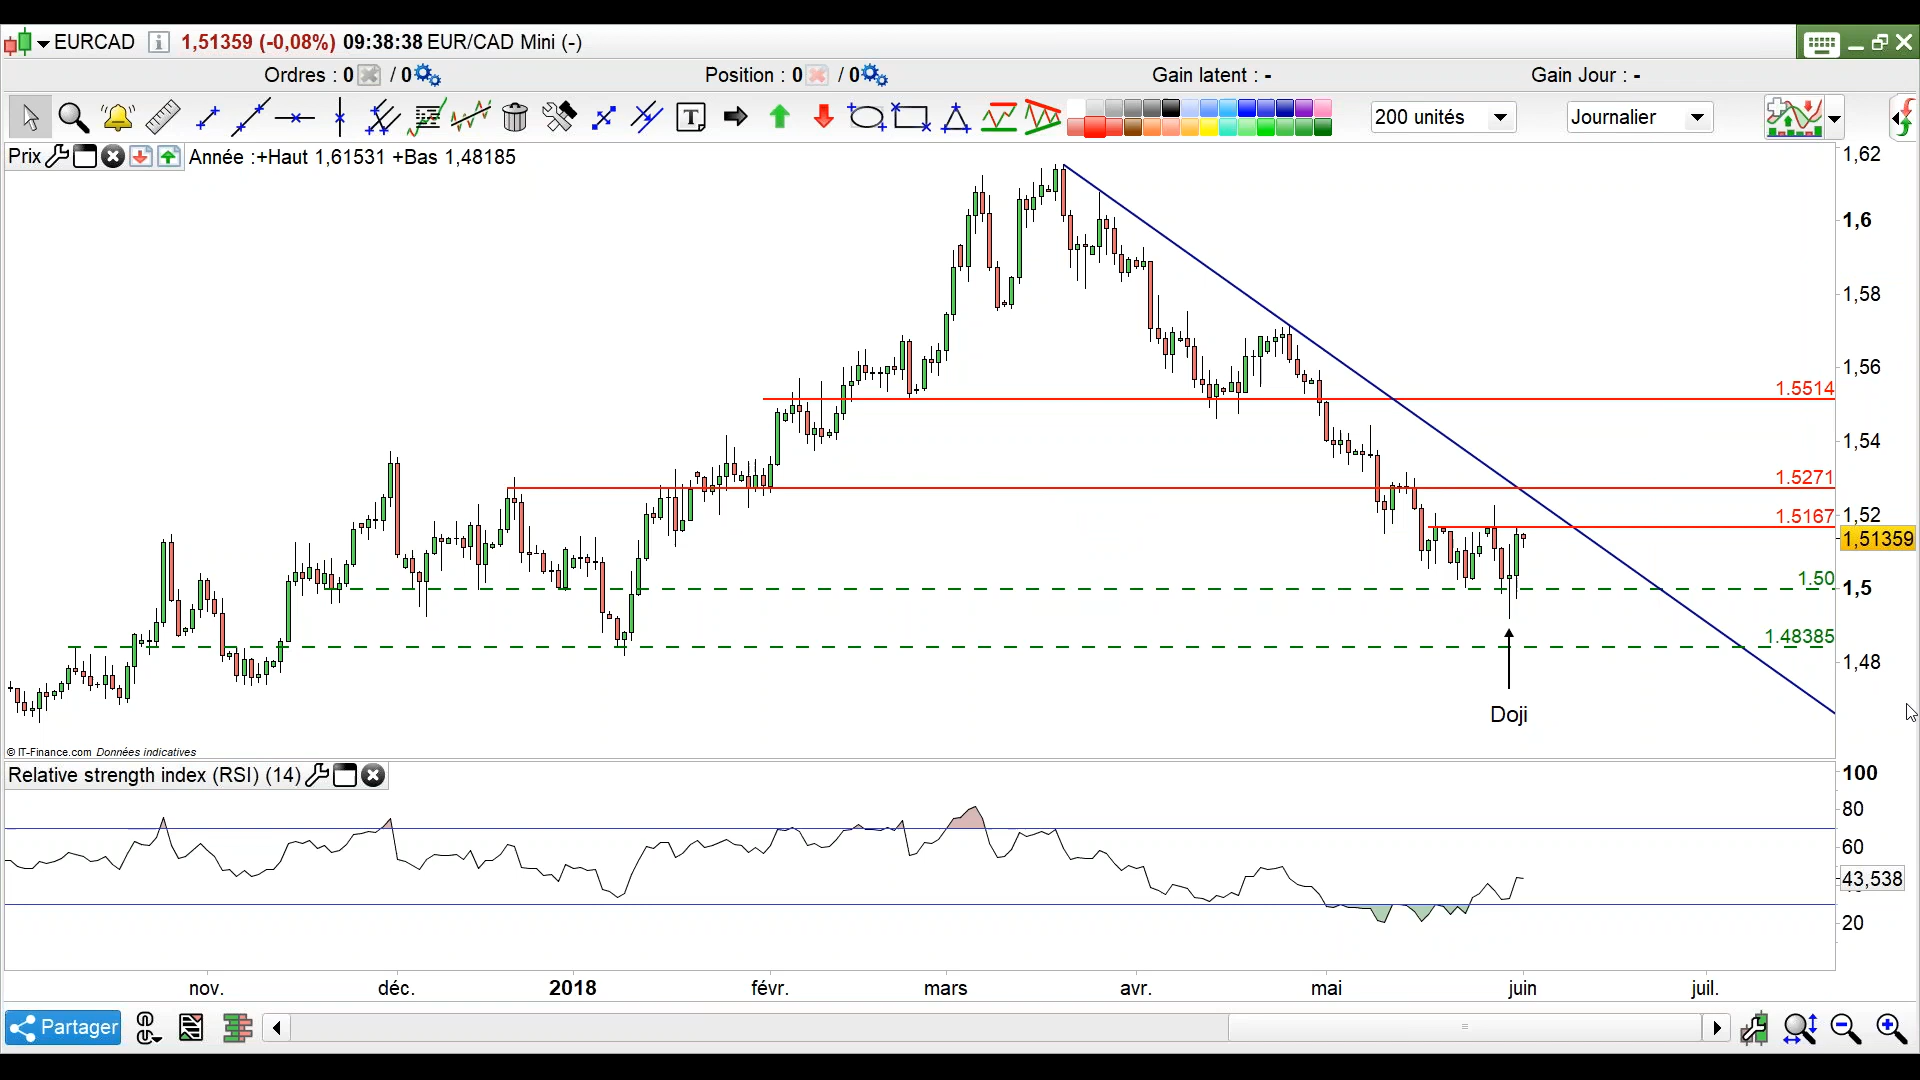 EURCAD 1,51359 (-0,08%) 09:38:38 EUR/CAD Mini (-)
Ordres : 0 / 0 Position : 0 / 0 Gain latent : - Gain Jour : -
T 200 unités Journalier
Prix Année :+Haut 1,61531 +Bas 1,48185
1,62
1,6
1,58
1,56
1.5514
1,54
1.5271
1.5167
1,52
1,51359
1.50
1,5
1.48385
1,48
Doji
© IT-Finance.com Données indicatives
Relative strength index (RSI) (14)
100
80
60
43,538
20
nov. déc. 2018 févr. mars avr. mai juin juil.
Partager